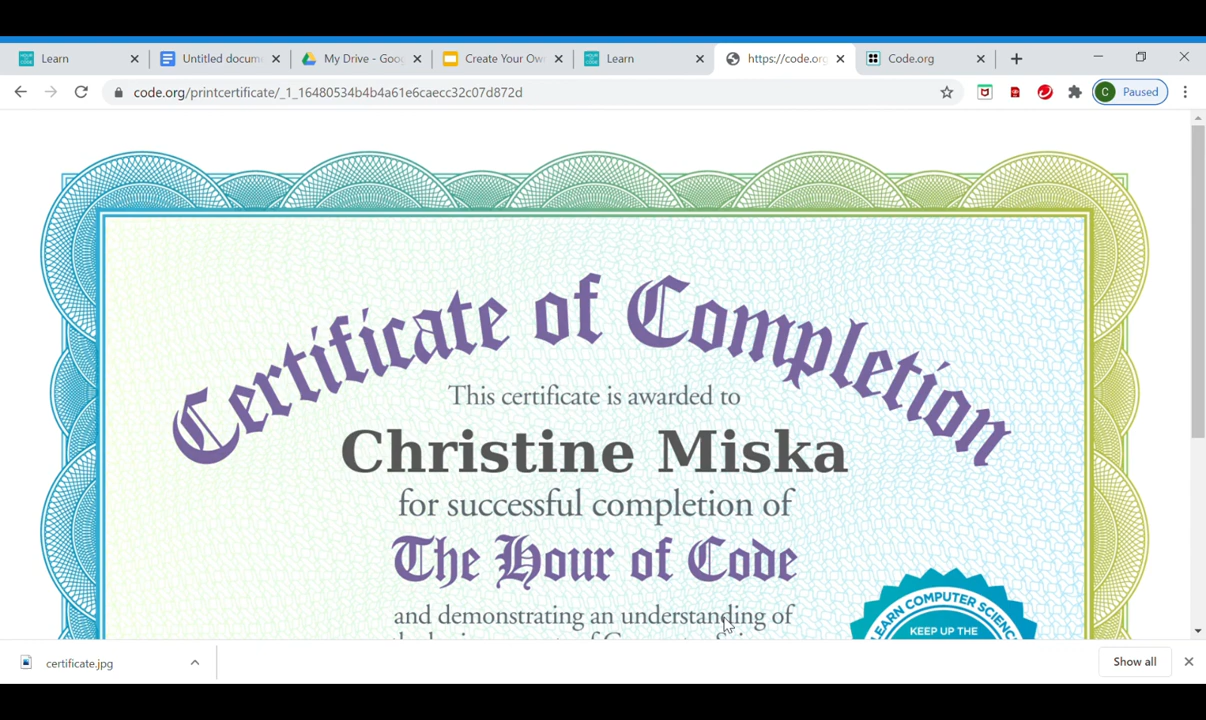 Learn
Untitled docum
My Drive - Goog
Create Your Own
Learn
https://code.org
Code.org
code.org/printcertificate/_1_16480534b4b4a61e6caecc32c07d872d
C Paused
Certificate of Completion
This certificate is awarded to
Christine Miska
for successful completion of
The Hour of Code
and demonstrating an understanding of
LEARN COMPUTER SCIENC
KEEP UP THE
certificate.jpg
Show all